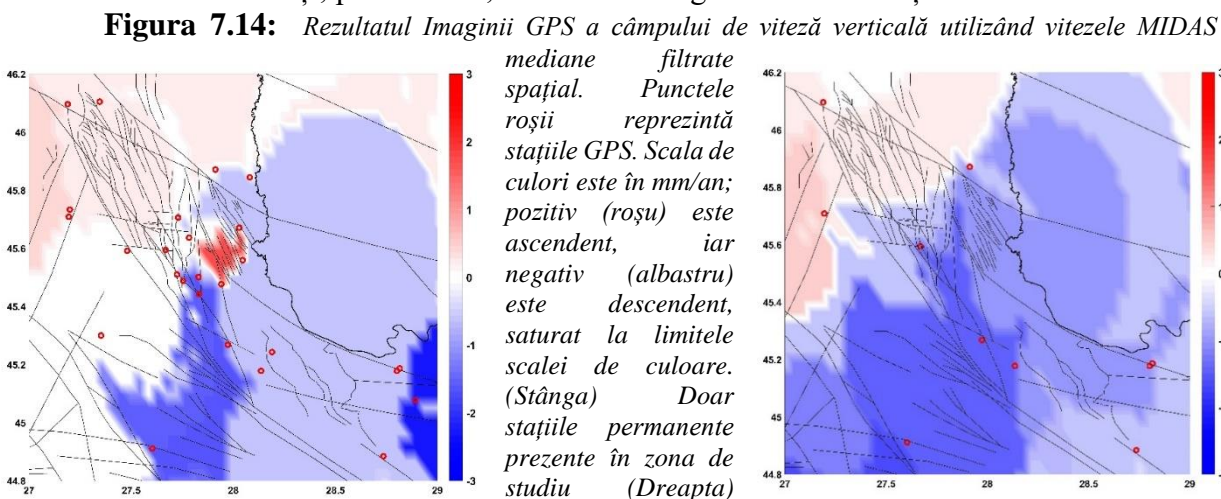 Figura 7.14: Rezultatul Imaginii GPS a câmpului de viteză verticală utilizând vitezele MIDAS
mediane filtrate
spațial. Punctele
roșii reprezintă
stațiile GPS. Scala de
culori este în mm/an;
pozitiv (roșu) este
ascendent, iar
negativ (albastru)
este descendent,
saturat la limitele
scalei de culoare.
(Stânga) Doar
stațiile permanente
prezente în zona de
studiu (Dreapta)
46.2
46
45.8
45.6
45.4
45.2
45
44.8
27 27.5 28 28.5 29
3
2
1
0
-1
-2
-3
46.2
46
45.8
45.6
45.4
45.2
45
44.8
27 27.5 28 28.5 29